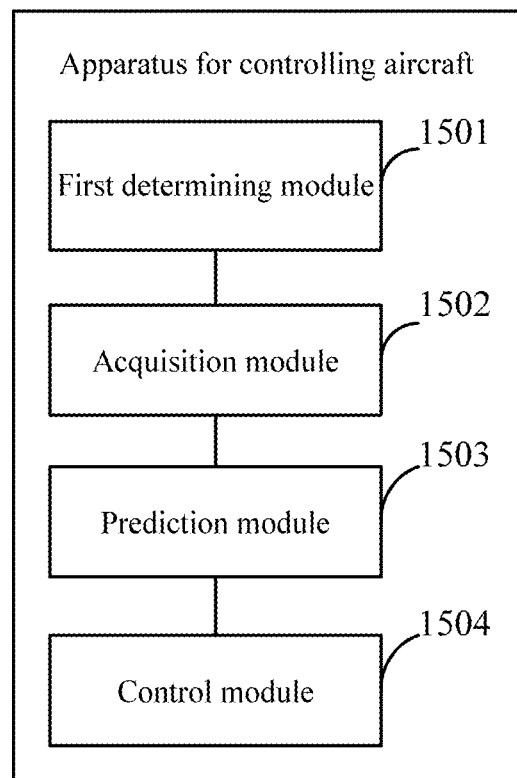 Apparatus for controlling aircraft
1501
First determining module
1502
Acquisition module
1503
Prediction module
1504
Control module